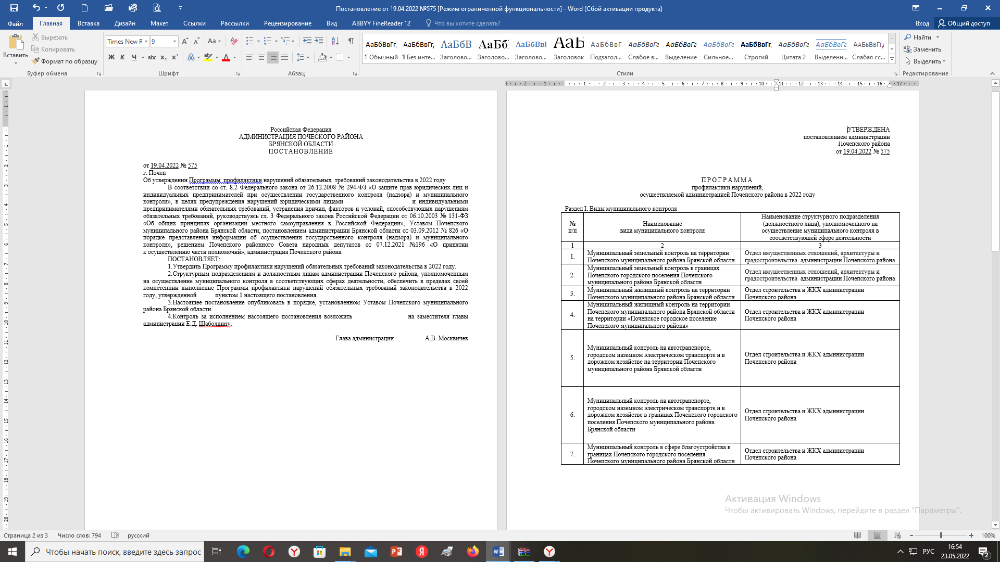 Постановление от 19.04.2022 №575 [Режим ограниченной функциональности] - Word (Сбой активации продукта)
Файл Главная Вставка Дизайн Макет Ссылки Рассылки Рецензирование Вид ABBYY FineReader 12 Что вы хотите сделать? Вход Общий доступ
Вставить
Вырезать
Копировать
Формат по образцу
Буфер обмена
Times New R 9
Шрифт
Абзац
АаБбВвГг, АаБбВвГг, АаБбВ АаБб АаБбВвІ АаБ АаБбВвГ АаБбВвГг АаБбВвГг АаБбВвГг АаБбВвГг, АаБбВвГг АаБбВвГг ААББВВГГ
¶ Обычный ¶ Без инте... Заголово... Заголово... Заголово... Заголовок Подзагол... Слабое в... Выделение Сильное... Строгий Цитата 2 Выделенн... Слабая сс...
Стили
Найти
Заменить
Выделить
Редактирование
Российская Федерация
АДМИНИСТРАЦИЯ ПОЧЕСКОГО РАЙОНА
БРЯНСКОЙ ОБЛАСТИ
ПОСТАНОВЛЕНИЕ
от 19.04.2022 № 575
г. Почеп
Об утверждении Программы профилактики нарушений обязательных требований законодательства в 2022 году
В соответствии со ст. 8.2 Федерального закона от 26.12.2008 № 294-ФЗ «О защите прав юридических лиц и
индивидуальных предпринимателей при осуществлении государственного контроля (надзора) и муниципального
контроля», в целях предупреждения нарушений юридическими лицами и индивидуальными
предпринимателями обязательных требований, устранения причин, факторов и условий, способствующих нарушениям
обязательных требований, руководствуясь гл. 3 Федерального закона Российской Федерации от 06.10.2003 № 131-ФЗ
«Об общих принципах организации местного самоуправления в Российской Федерации», Уставом Почепского
муниципального района Брянской области, постановлением администрации Брянской области от 03.09.2012 № 826 «О
порядке представления информации об осуществлении государственного контроля (надзора) и муниципального
контроля», решением Почепского районного Совета народных депутатов от 07.12.2021 №196 «О принятии
к осуществлению части полномочий», администрация Почепского района
ПОСТАНОВЛЯЕТ:
1.Утвердить Программу профилактики нарушений обязательных требований законодательства в 2022 году.
2.Структурным подразделениям и должностным лицам администрации Почепского района, уполномоченным
на осуществление муниципального контроля в соответствующих сферах деятельности, обеспечить в пределах своей
компетенции выполнение Программы профилактики нарушений обязательных требований законодательства в 2022
году, утвержденной пунктом 1 настоящего постановления.
3.Настоящее постановление опубликовать в порядке, установленном Уставом Почепского муниципального
района Брянской области.
4.Контроль за исполнением настоящего постановления возложить на заместителя главы
администрации Е.Д. Шаболдину.
Глава администрации А.В. Москвичев
УТВЕРЖДЕНА
постановлением администрации
Почепского района
от 19.04.2022 № 575
ПРОГРАММА
профилактики нарушений,
осуществляемой администрацией Почепского района в 2022 году
Раздел I. Виды муниципального контроля
№
п/п
Наименование
вида муниципального контроля
Наименование структурного подразделения
(должностного лица), уполномоченного на
осуществление муниципального контроля в
соответствующей сфере деятельности
1 2 3
1.
Муниципальный земельный контроль на территории
Почепского муниципального района Брянской области
Отдел имущественных отношений, архитектуры и
градостроительства администрации Почепского района
2.
Муниципальный земельный контроль в границах
Почепского городского поселения Почепского
муниципального района Брянской области
Отдел имущественных отношений, архитектуры и
градостроительства администрации Почепского района
3.
Муниципальный жилищный контроль на территории
Почепского муниципального района Брянской области
Отдел строительства и ЖКХ администрации
Почепского района
4.
Муниципальный жилищный контроль на территории
Почепского муниципального района Брянской области
на территории «Почепское городское поселение
Почепского муниципального района»
Отдел строительства и ЖКХ администрации
Почепского района
5.
Муниципальный контроль на автотранспорте,
городском наземном электрическом транспорте и в
дорожном хозяйстве на территории Почепского
муниципального района Брянской области
Отдел строительства и ЖКХ администрации
Почепского района
6.
Муниципальный контроль на автотранспорте,
городском наземном электрическом транспорте и в
дорожном хозяйстве в границах Почепского городского
поселения Почепского муниципального района
Брянской области
Отдел строительства и ЖКХ администрации
Почепского района
7.
Муниципальный контроль в сфере благоустройства в
границах Почепского городского поселения
Почепского муниципального района Брянской области
Отдел строительства и ЖКХ администрации
Почепского района
Активация Windows
Чтобы активировать Windows, перейдите в раздел "Параметры".
Страница 2 из 3 Число слов: 794 русский 100%
Чтобы начать поиск, введите здесь запрос
РУС
16:54
23.05.2022
2